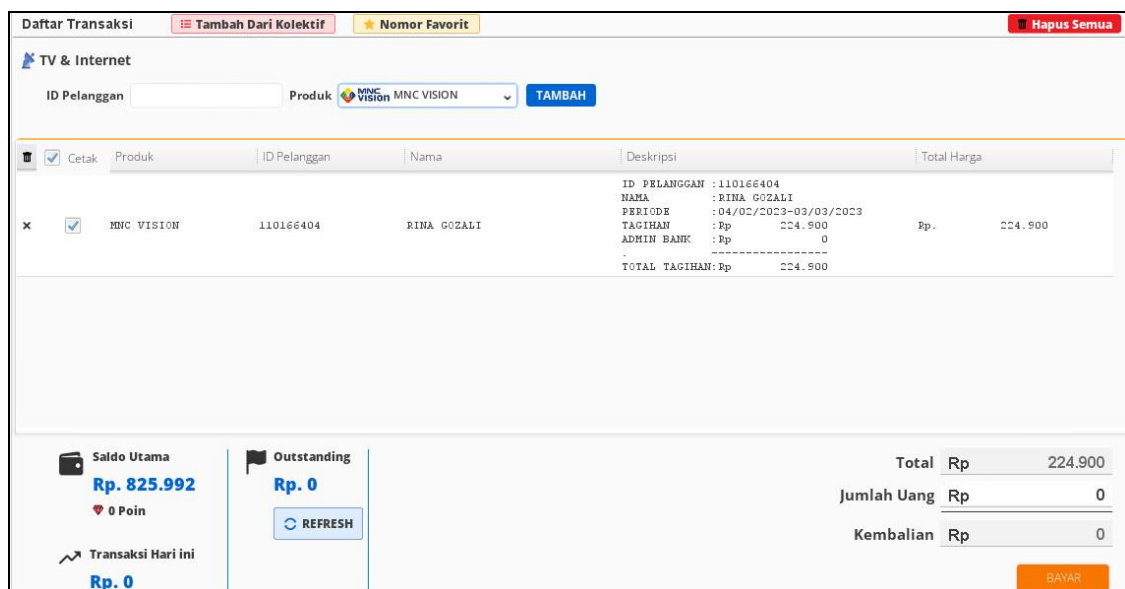 Daftar Transaksi Tambah Dari Kolektif Nomor Favorit Hapus Semua
TV & Internet
ID Pelanggan Produk MNC Vision MNC VISION TAMBAH
Cetak Produk ID Pelanggan Nama Deskripsi Total Harga
ID PELANGGAN :110166404
NAMA :RINA GOZALI
PERIODE :04/02/2023-03/03/2023
MNC VISION 110166404 RINA GOZALI TAGIHAN :Rp 224.900 Rp. 224.900
ADMIN BANK :Rp 0
. -----------------
TOTAL TAGIHAN:Rp 224.900
Saldo Utama Outstanding Total Rp 224.900
Rp. 825.992 Rp. 0 Jumlah Uang Rp 0
0 Poin REFRESH Kembalian Rp 0
Transaksi Hari ini
Rp. 0 BAYAR